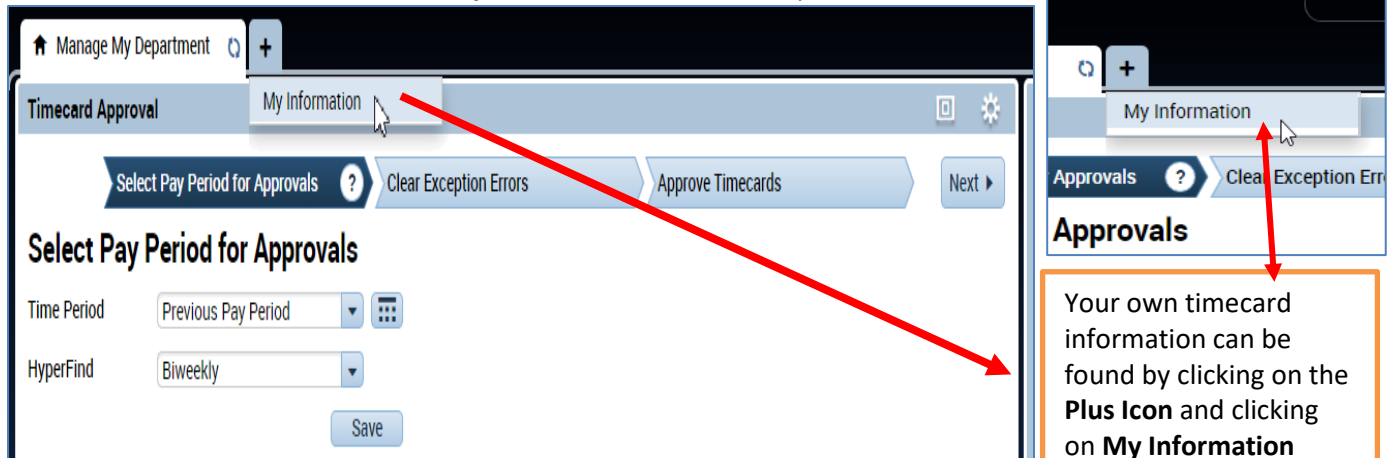 Manage My Department +
My Information
Timecard Approval
Select Pay Period for Approvals ? Clear Exception Errors Approve Timecards Next
Select Pay Period for Approvals
Time Period Previous Pay Period
HyperFind Biweekly
Save
+
My Information
Approvals ? Clear Exception Err
Approvals
Your own timecard
information can be
found by clicking on the
Plus Icon and clicking
on My Information